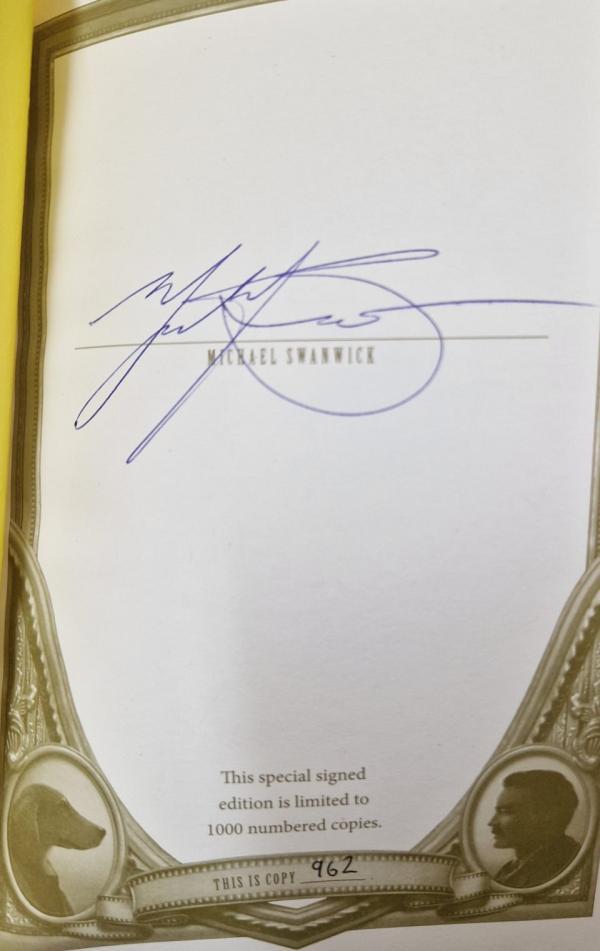 MICHAEL SWANWICK
This special signed
edition is limited to
1000 numbered copies.
THIS IS COPY 962